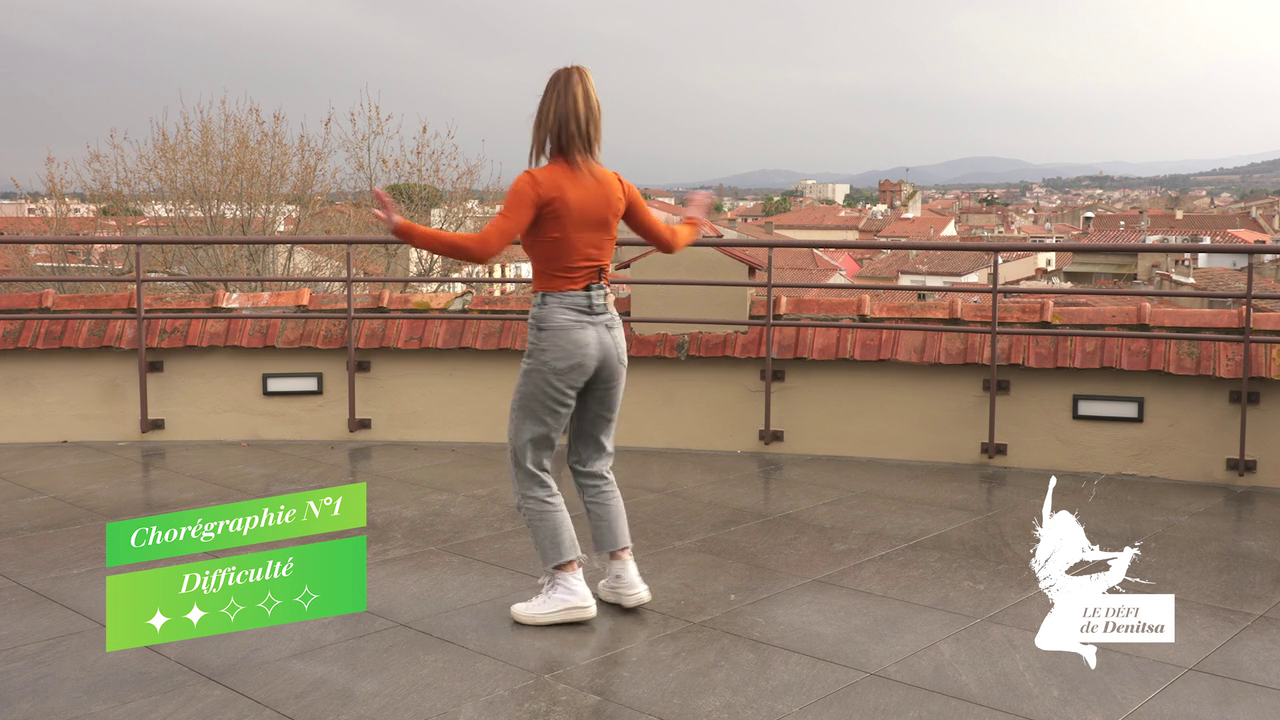 Chorégraphie N°1
Difficulté
LE DÉFI
de Denitsa